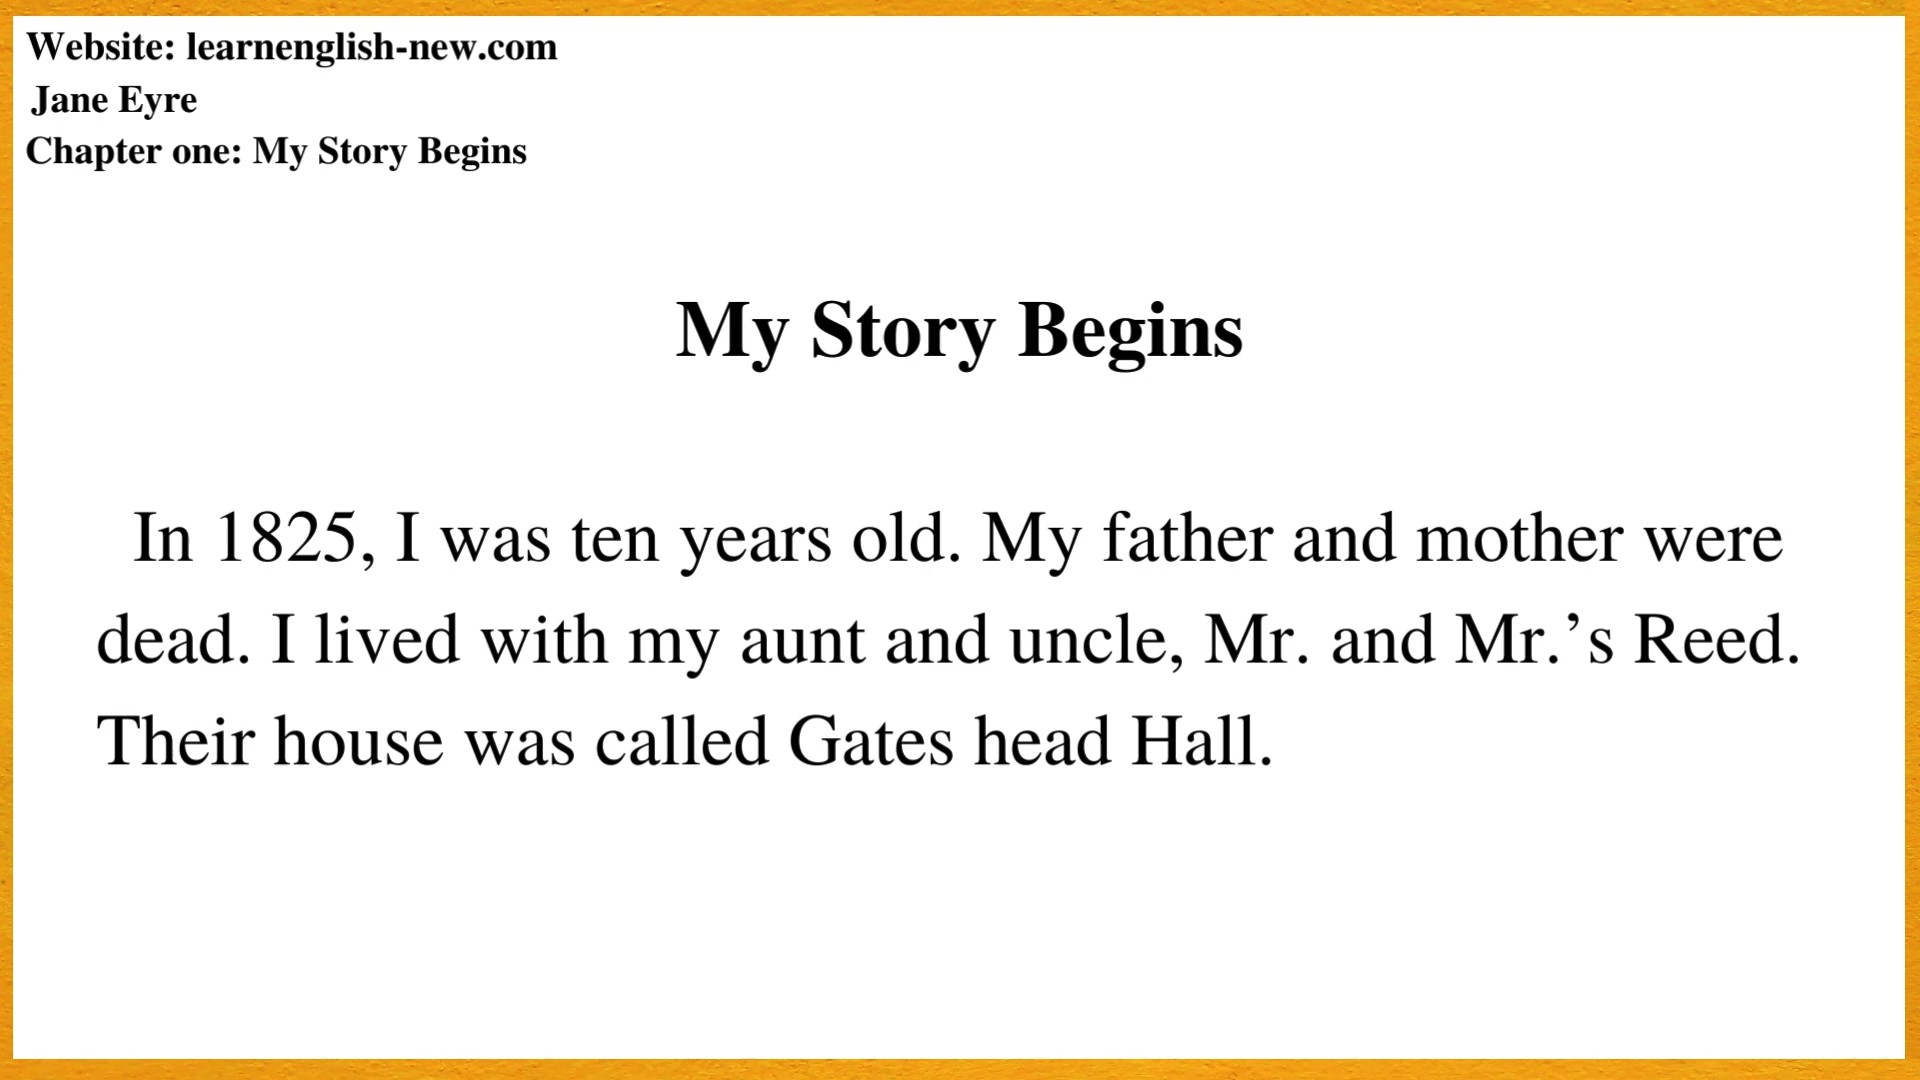 Website: learnenglish-new.com
Jane Eyre
Chapter one: My Story Begins
My Story Begins
In 1825, I was ten years old. My father and mother were
dead. I lived with my aunt and uncle, Mr. and Mr.’s Reed.
Their house was called Gates head Hall.